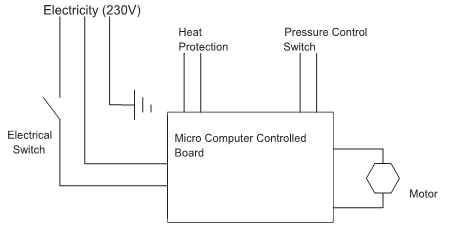 Electricity (230V)
Heat
Protection
Pressure Control
Switch
Electrical
Switch
Micro Computer Controlled
Board
Motor